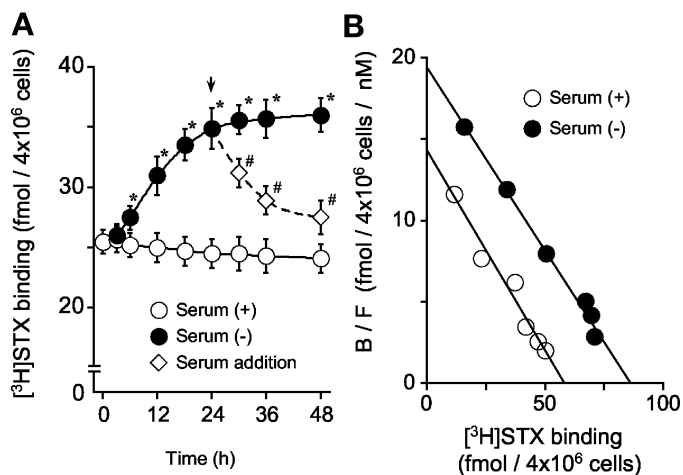 A
[³H]STX binding (fmol / 4x10⁶ cells)
40
30
20
0
* * * * * * * *
#
#
#
Serum (+)
Serum (-)
Serum addition
0 12 24 36 48
Time (h)
B
B / F (fmol / 4x10⁶ cells / nM)
20
10
0
Serum (+)
Serum (-)
0 50 100
[³H]STX binding
(fmol / 4x10⁶ cells)